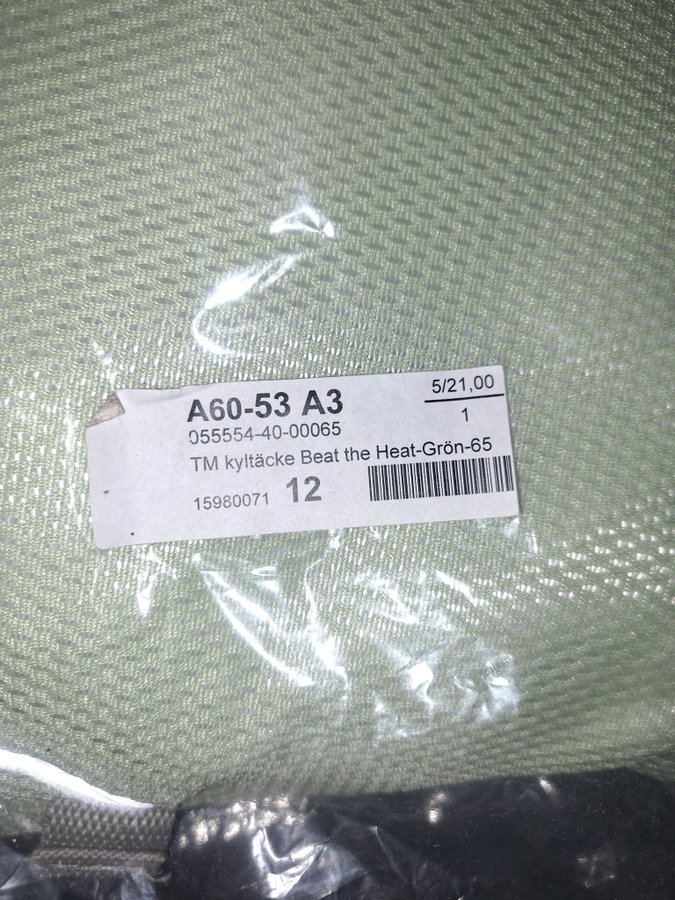 A60-53 A3
5/21,00
1
055554-40-00065
TM kyltäcke Beat the Heat-Grön-65
15980071 12